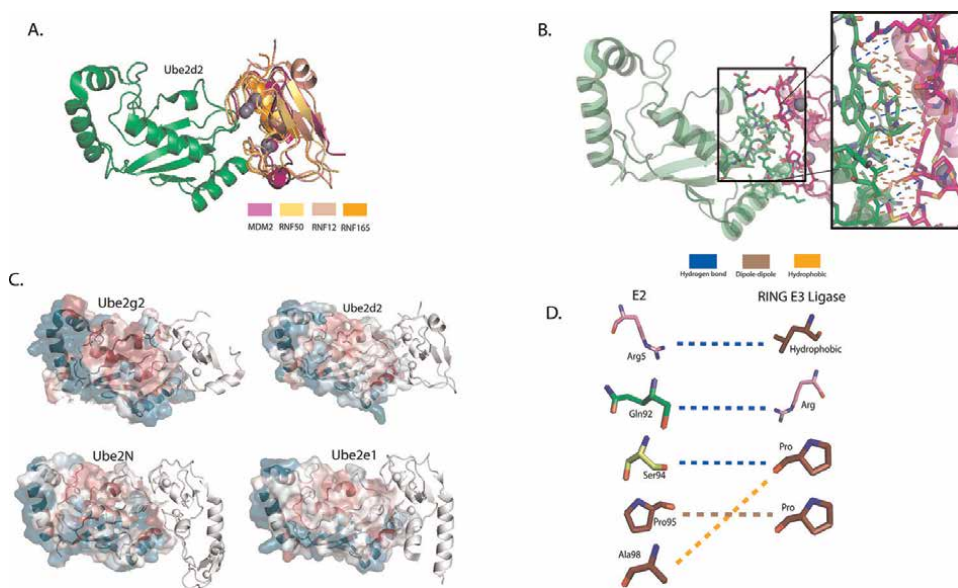 A.
Ube2d2
MDM2 RNF50 RNF12 RNF165
B.
Hydrogen bond Dipole-dipole Hydrophobic
C.
Ube2g2
Ube2d2
Ube2N
Ube2e1
D.
E2 RING E3 Ligase
Arg5 Hydrophobic
Gln92 Arg
Ser94 Pro
Pro95 Pro
Ala98